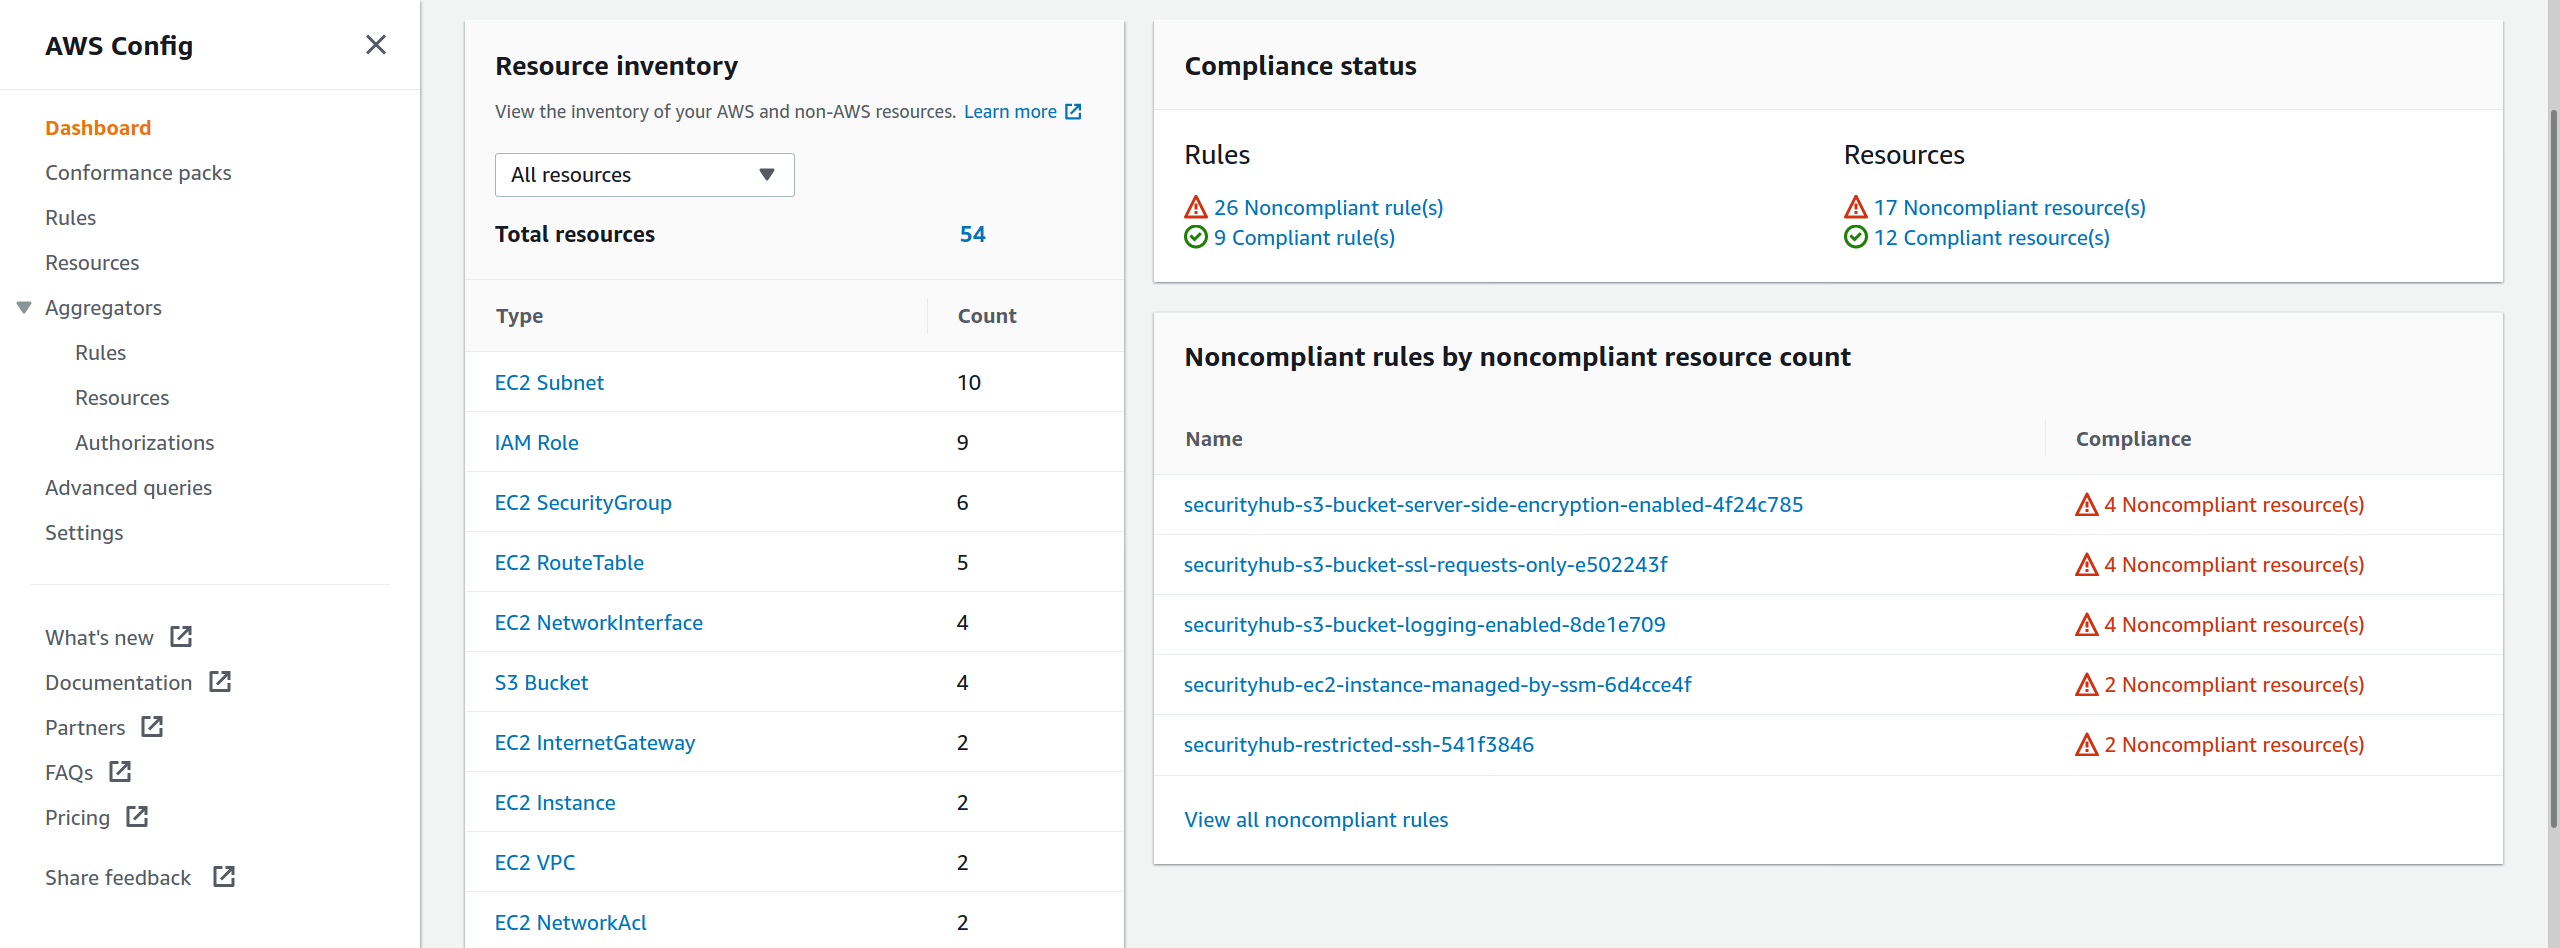 AWS Config
Dashboard
Conformance packs
Rules
Resources
Aggregators
Rules
Resources
Authorizations
Advanced queries
Settings
What's new
Documentation
Partners
FAQs
Pricing
Share feedback
Resource inventory
View the inventory of your AWS and non-AWS resources. Learn more
All resources
Total resources 54
Type Count
EC2 Subnet 10
IAM Role 9
EC2 SecurityGroup 6
EC2 RouteTable 5
EC2 NetworkInterface 4
S3 Bucket 4
EC2 InternetGateway 2
EC2 Instance 2
EC2 VPC 2
EC2 NetworkAcl 2
Compliance status
Rules
26 Noncompliant rule(s)
9 Compliant rule(s)
Resources
17 Noncompliant resource(s)
12 Compliant resource(s)
Noncompliant rules by noncompliant resource count
Name Compliance
securityhub-s3-bucket-server-side-encryption-enabled-4f24c785 4 Noncompliant resource(s)
securityhub-s3-bucket-ssl-requests-only-e502243f 4 Noncompliant resource(s)
securityhub-s3-bucket-logging-enabled-8de1e709 4 Noncompliant resource(s)
securityhub-ec2-instance-managed-by-ssm-6d4cce4f 2 Noncompliant resource(s)
securityhub-restricted-ssh-541f3846 2 Noncompliant resource(s)
View all noncompliant rules